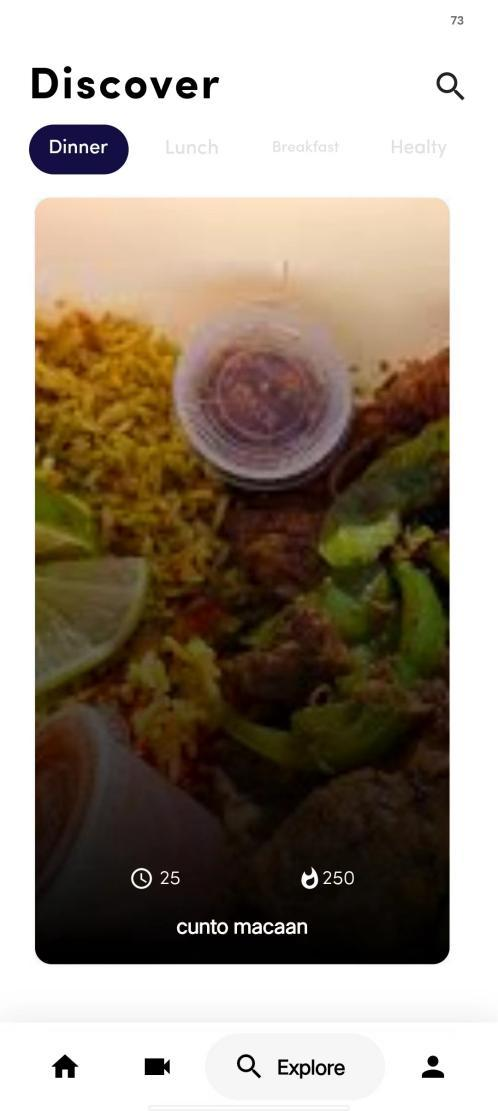 73
Discover
Dinner Lunch Breakfast Healty
25 250
cunto macaan
Explore